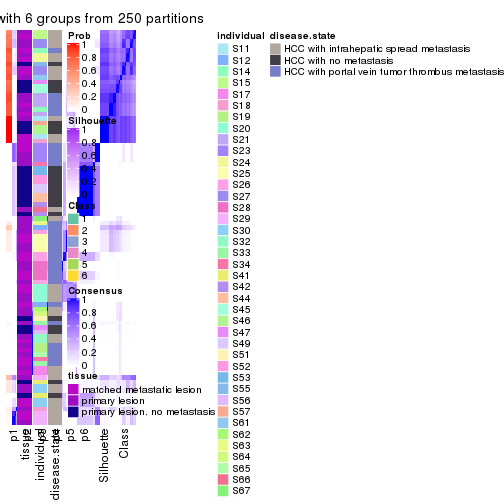 with 6 groups from 250 partitions
Prob
1
0.8
0.6
0.4
0.2
0
Silhouette
1
0.8
0.6
0.4
0.2
0
Class
1
2
3
4
5
6
Consensus
1
0.8
0.6
0.4
0.2
0
tissue
matched metastatic lesion
primary lesion
primary lesion. no metastasis
individual
S11
S12
S14
S15
S17
S18
S19
S20
S21
S23
S24
S25
S26
S27
S28
S29
S30
S32
S33
S34
S41
S42
S44
S45
S46
S47
S49
S51
S52
S53
S55
S56
S57
S61
S62
S63
S64
S65
S66
S67
disease.state
HCC with intrahepatic spread metastasis
HCC with no metastasis
HCC with portal vein tumor thrombus metastasis
p1
tissue
individual
disease.state
p5
p6
Silhouette
Class